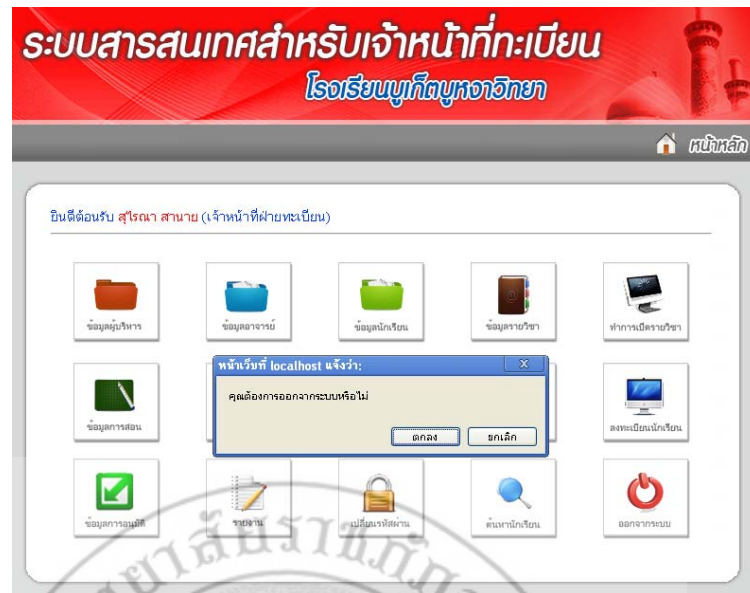 ระบบสารสนเทศสำหรับเจ้าหน้าที่ทะเบียน
โรงเรียนบูเก็ตบูหงาวิทยา
หน้าหลัก
ยินดีต้อนรับ สุไรณา สานาย (เจ้าหน้าที่ฝ่ายทะเบียน)
ข้อมูลผู้บริหาร ข้อมูลอาจารย์ ข้อมูลนักเรียน ข้อมูลรายวิชา ทำการเปิดรายวิชา
หน้าเว็บที่ localhost แจ้งว่า:
คุณต้องการออกจากระบบหรือไม่
ตกลง ยกเลิก
ข้อมูลการสอน ลงทะเบียนนักเรียน
ข้อมูลการอนุมัติ รายงาน เปลี่ยนรหัสผ่าน ค้นหานักเรียน ออกจากระบบ